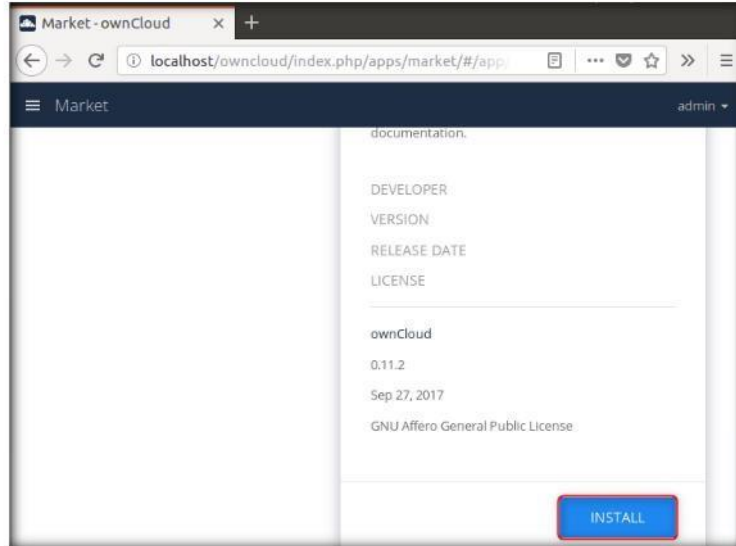 Market - ownCloud
localhost/owncloud/index.php/apps/market/#/app
Market admin
documentation.
DEVELOPER
VERSION
RELEASE DATE
LICENSE
ownCloud
0.11.2
Sep 27, 2017
GNU Affero General Public License
INSTALL